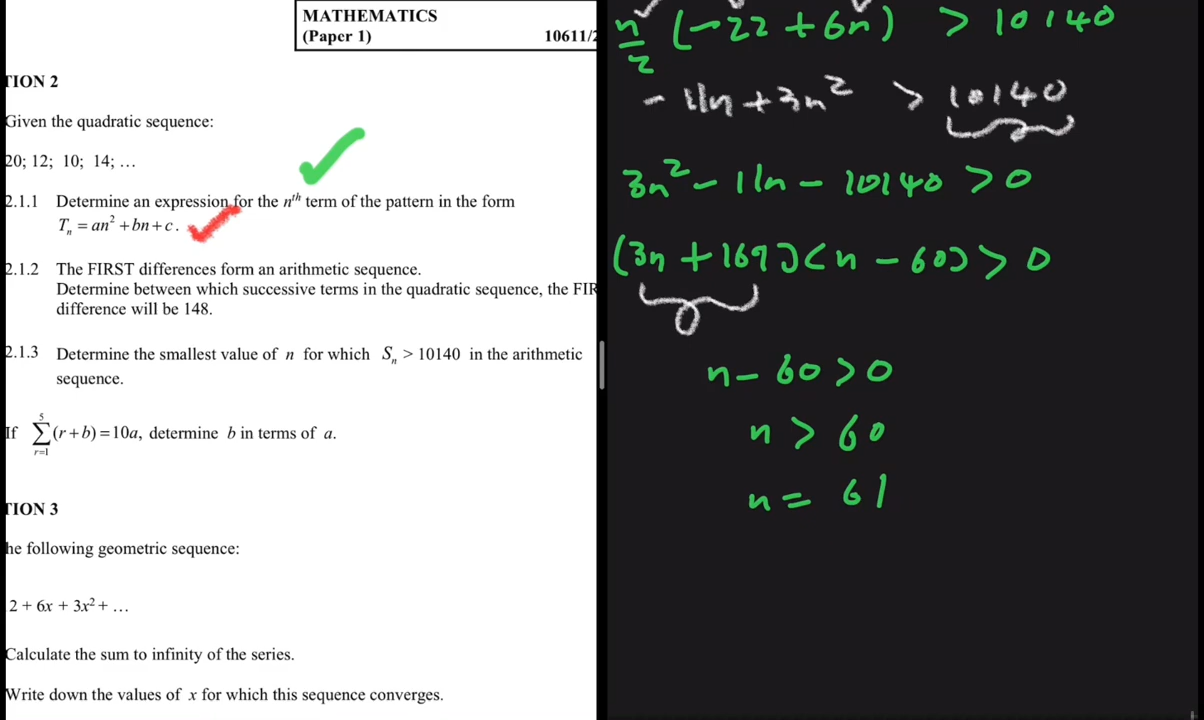 MATHEMATICS
(Paper 1) 10611/2
TION 2
Given the quadratic sequence:
20; 12; 10; 14; …
2.1.1 Determine an expression for the nᵗʰ term of the pattern in the form
Tₙ = an² + bn + c.
2.1.2 The FIRST differences form an arithmetic sequence.
Determine between which successive terms in the quadratic sequence, the FIR
difference will be 148.
2.1.3 Determine the smallest value of n for which Sₙ > 10140 in the arithmetic
sequence.
If ∑⁵ᵣ₌₁ (r + b) = 10a, determine b in terms of a.
TION 3
he following geometric sequence:
2 + 6x + 3x² + …
Calculate the sum to infinity of the series.
Write down the values of x for which this sequence converges.
n/2 (-22 + 6n) > 10140
- 11n + 3n² > 10140
3n² - 11n - 10140 > 0
(3n + 169)(n - 60) > 0
0
n - 60 > 0
n > 60
n = 61